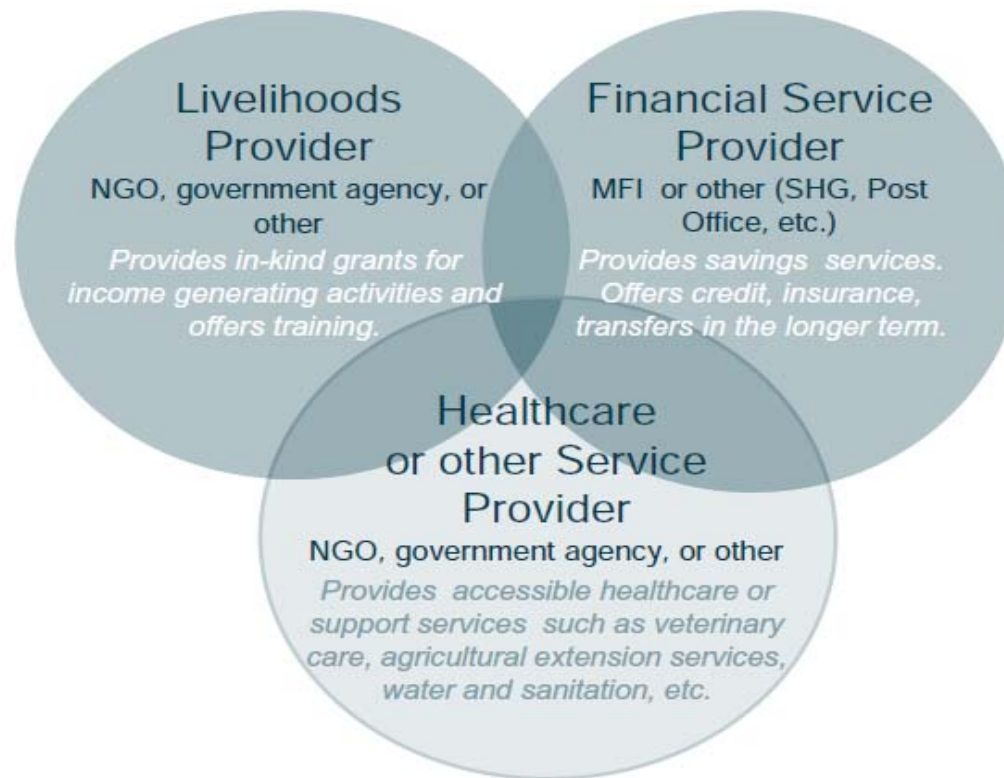 Livelihoods
Provider
NGO, government agency, or
other
Provides in-kind grants for
income generating activities and
offers training.
Financial Service
Provider
MFI or other (SHG, Post
Office, etc.)
Provides savings services.
Offers credit, insurance,
transfers in the longer term.
Healthcare
or other Service
Provider
NGO, government agency, or other
Provides accessible healthcare or
support services such as veterinary
care, agricultural extension services,
water and sanitation, etc.